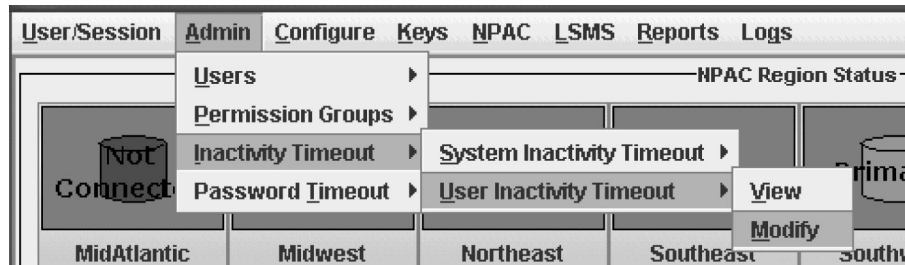 User/Session Admin Configure Keys NPAC LSMS Reports Logs
NPAC Region Status
Users
Permission Groups
Inactivity Timeout
Password Timeout
System Inactivity Timeout
User Inactivity Timeout
View
Modify
Not
MidAtlantic Midwest Northeast Southeast